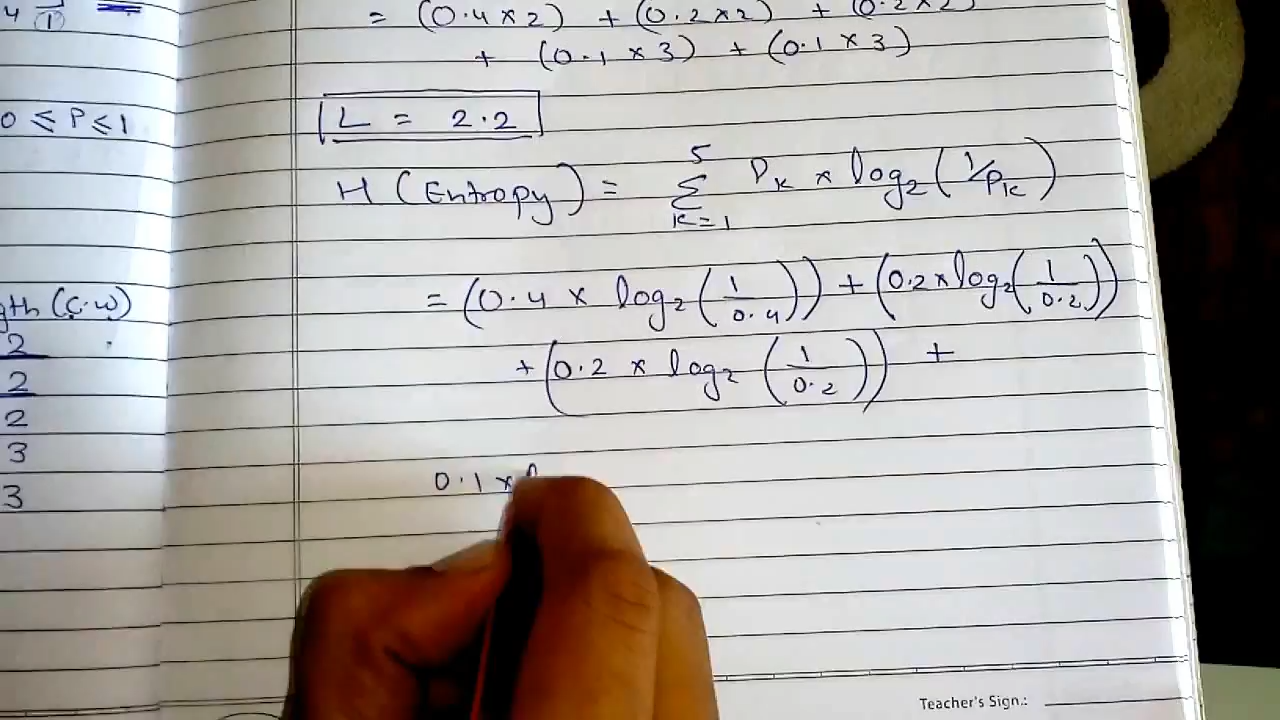 4 1
= (0.4 x 2) + (0.2 x 2) + (0.2 x 2)
+ (0.1 x 3) + (0.1 x 3)
0 ≤ P ≤ 1
L = 2.2
H (Entropy) = 5 Σ k=1 Pk x log2 (1/Pk)
gth (C.W)
2
2
2
3
3
= (0.4 x log2 (1/0.4)) + (0.2 x log2 (1/0.2))
+ (0.2 x log2 (1/0.2)) +
0.1 x
Teacher's Sign.: